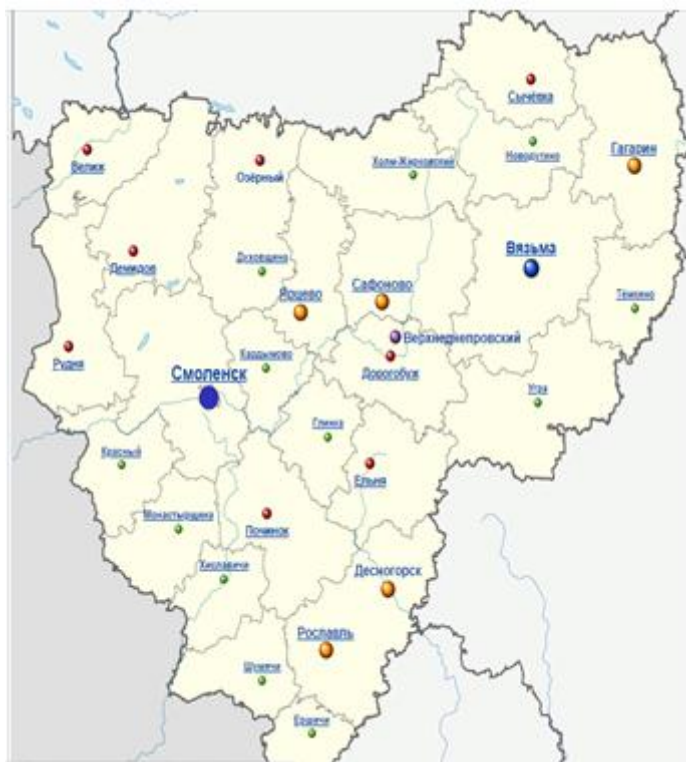 Сычёвка
Велиж
Озёрный
Холм-Жирковский
Новодугино
Гагарин
Демидов
Духовщина
Вязьма
Ярцево
Сафоново
Тёмкино
Верхнеднепровский
Рудня
Смоленск
Кардымово
Дорогобуж
Угра
Глинка
Красный
Ельня
Монастырщина
Починок
Хиславичи
Десногорск
Рославль
Шумячи
Ершичи